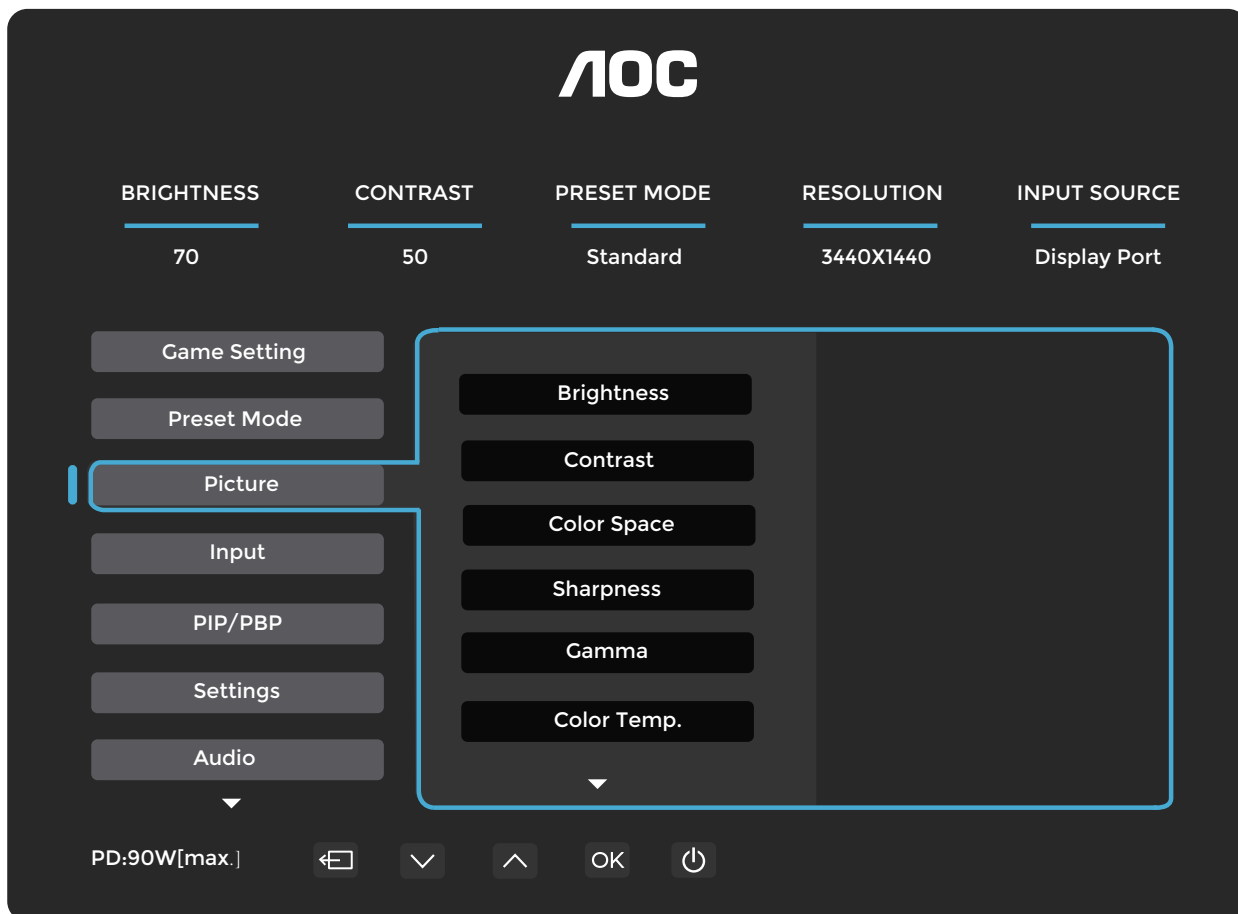 AOC
BRIGHTNESS CONTRAST PRESET MODE RESOLUTION INPUT SOURCE
70 50 Standard 3440X1440 Display Port
Game Setting
Preset Mode
Picture
Input
PIP/PBP
Settings
Audio
Brightness
Contrast
Color Space
Sharpness
Gamma
Color Temp.
PD:90W[max.]
OK